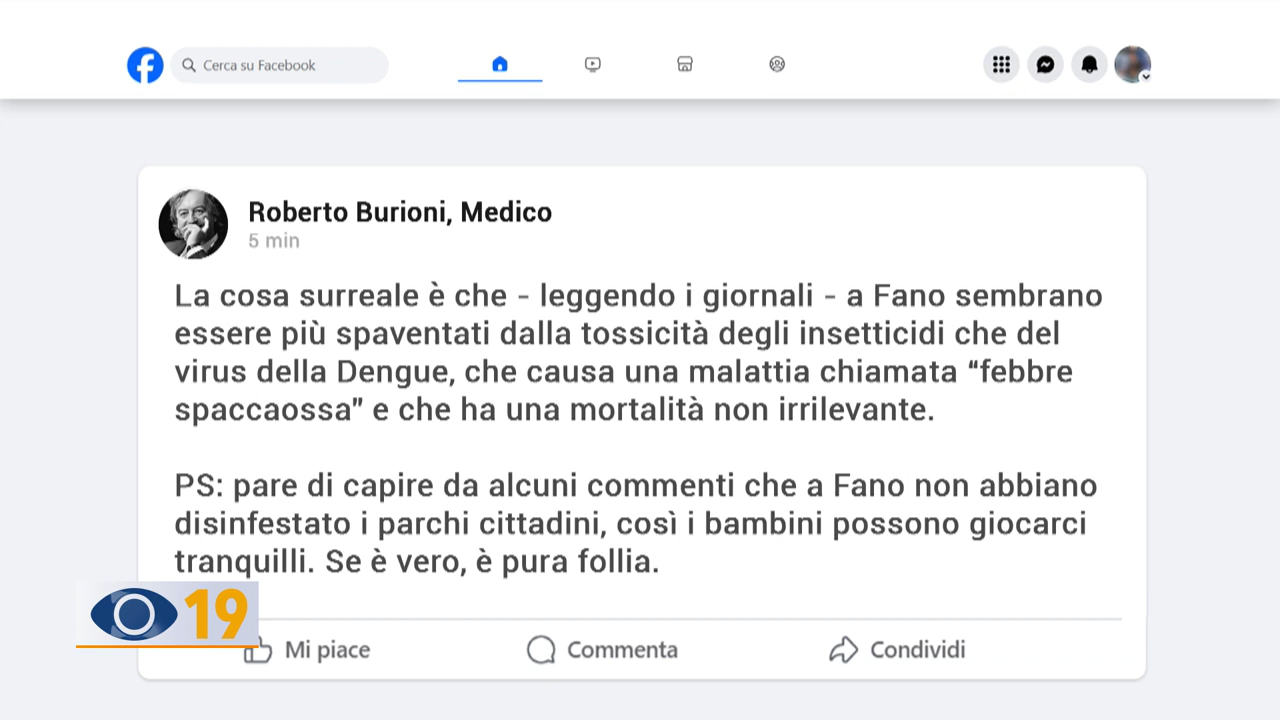 Cerca su Facebook
Roberto Burioni, Medico
5 min
La cosa surreale è che - leggendo i giornali - a Fano sembrano
essere più spaventati dalla tossicità degli insetticidi che del
virus della Dengue, che causa una malattia chiamata “febbre
spaccaossa” e che ha una mortalità non irrilevante.
PS: pare di capire da alcuni commenti che a Fano non abbiano
disinfestato i parchi cittadini, così i bambini possono giocarci
tranquilli. Se è vero, è pura follia.
19
Mi piace
Commenta
Condividi